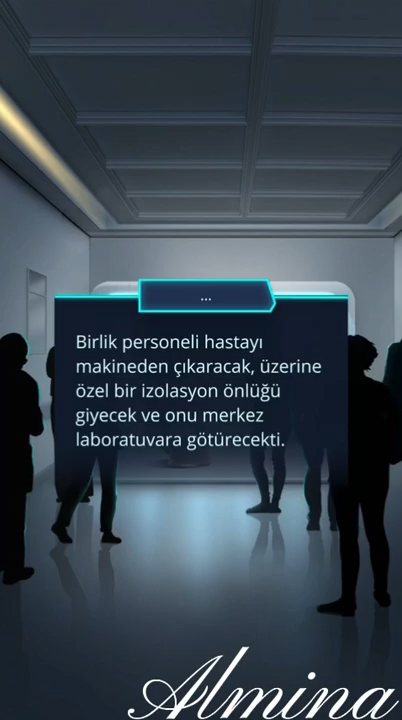 ...
Birlik personeli hastayı
makineden çıkaracak, üzerine
özel bir izolasyon önlüğü
giyecek ve onu merkez
laboratuvara götürecekti.
Almina